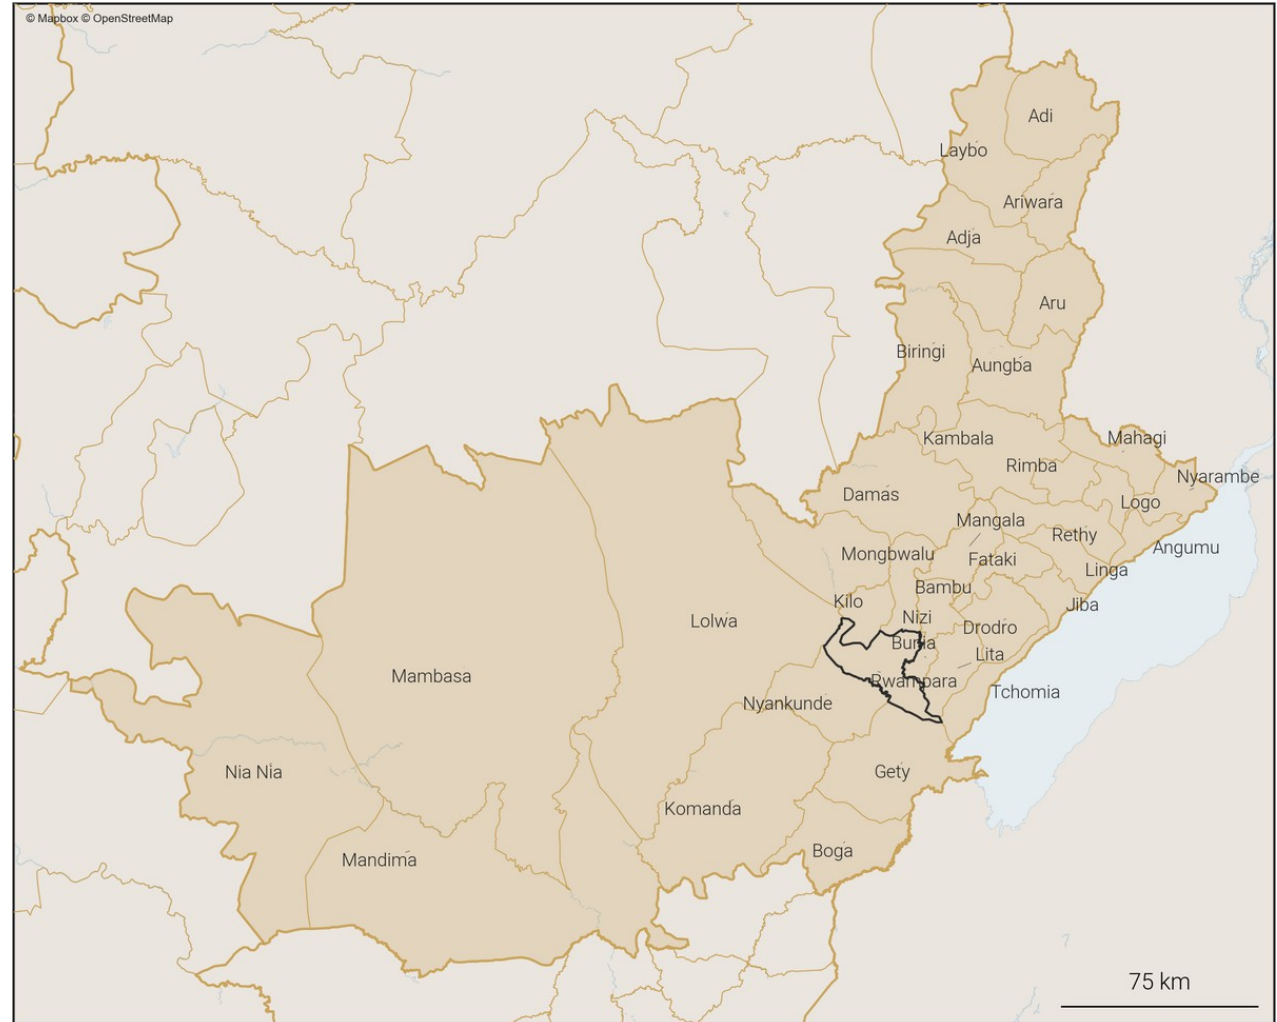 © Mapbox © OpenStreetMap
Adi
Laybo
Ariwara
Adja
Aru
Biringi
Aungba
Kambala
Mahagi
Rimba
Nyarambe
Damas
Logo
Mangala
Rethy
Angumu
Mongbwalu
Fataki
Linga
Bambu
Kilo
Jiba
Nizi
Lolwa
Drodro
Bunia
Lita
Mambasa
Rwampara
Tchomia
Nyankunde
Nia Nia
Gety
Komanda
Boga
Mandima
75 km